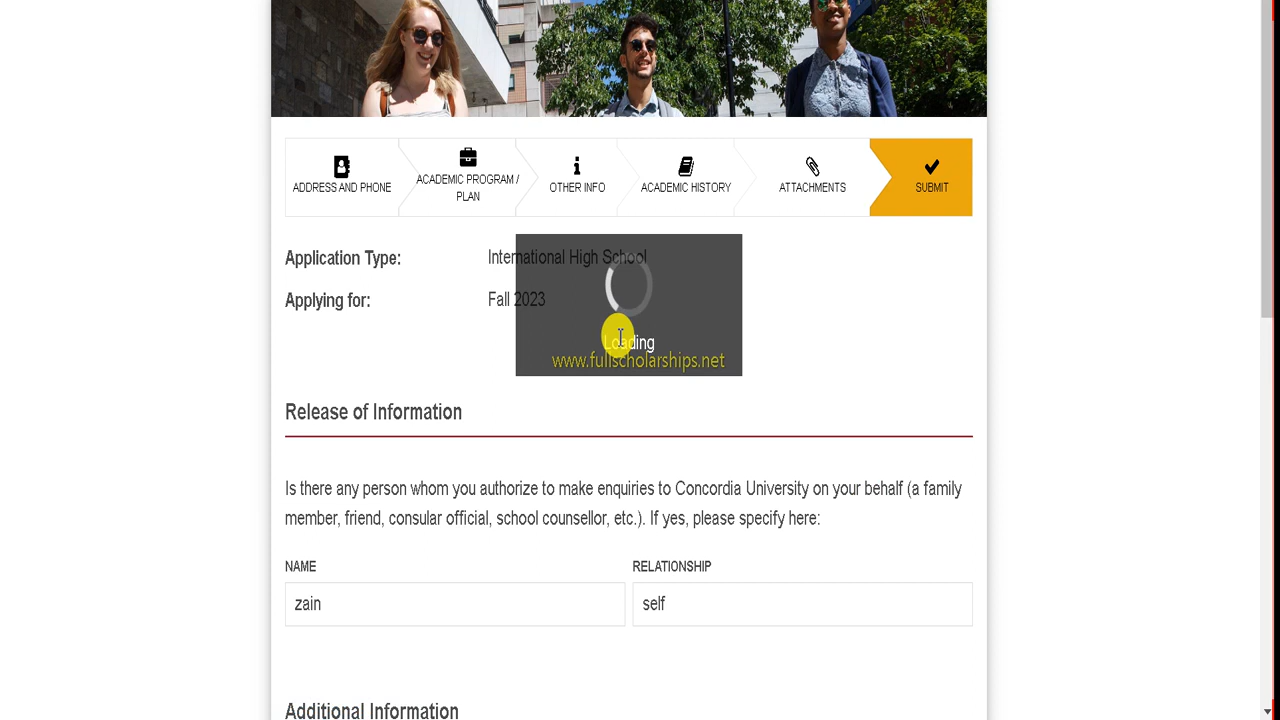 ADDRESS AND PHONE
ACADEMIC PROGRAM /
PLAN
OTHER INFO
ACADEMIC HISTORY
ATTACHMENTS
SUBMIT
Application Type: International High School
Applying for: Fall 2023
Loading
www.fullscholarships.net
Release of Information
Is there any person whom you authorize to make enquiries to Concordia University on your behalf (a family
member, friend, consular official, school counsellor, etc.). If yes, please specify here:
NAME RELATIONSHIP
zain self
Additional Information